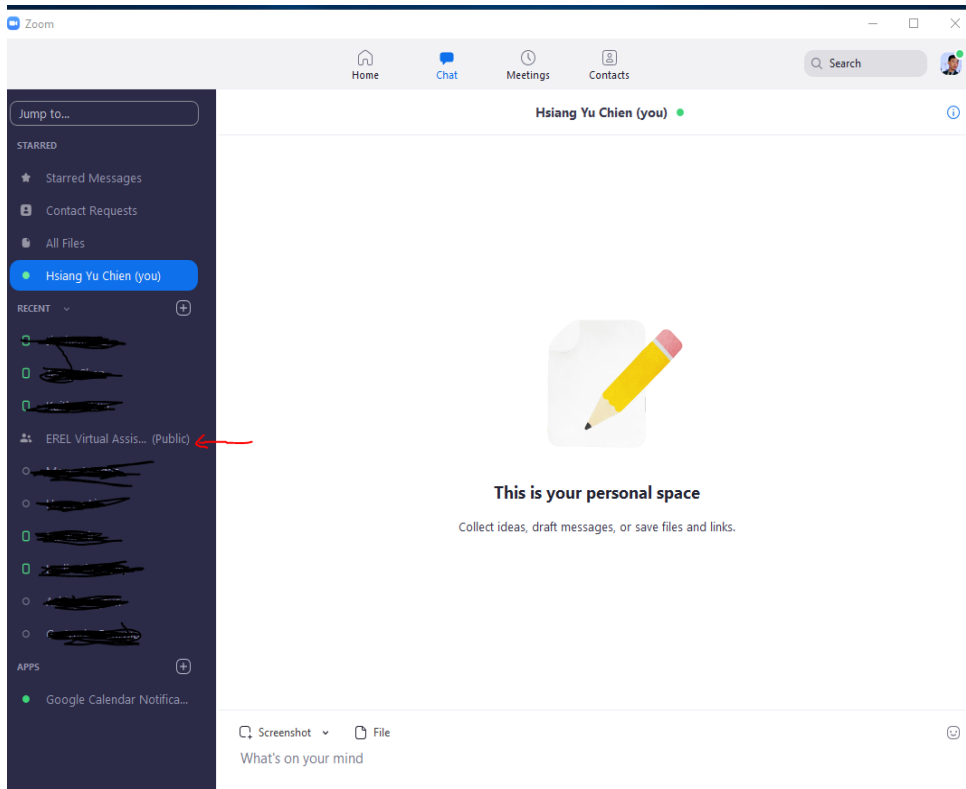 Zoom
Home
Chat
Meetings
Contacts
Search
Jump to...
STARRED
Starred Messages
Contact Requests
All Files
Hsiang Yu Chien (you)
RECENT
EREL Virtual Assis... (Public)
APPS
Google Calendar Notifica...
Hsiang Yu Chien (you)
This is your personal space
Collect ideas, draft messages, or save files and links.
Screenshot
File
What's on your mind